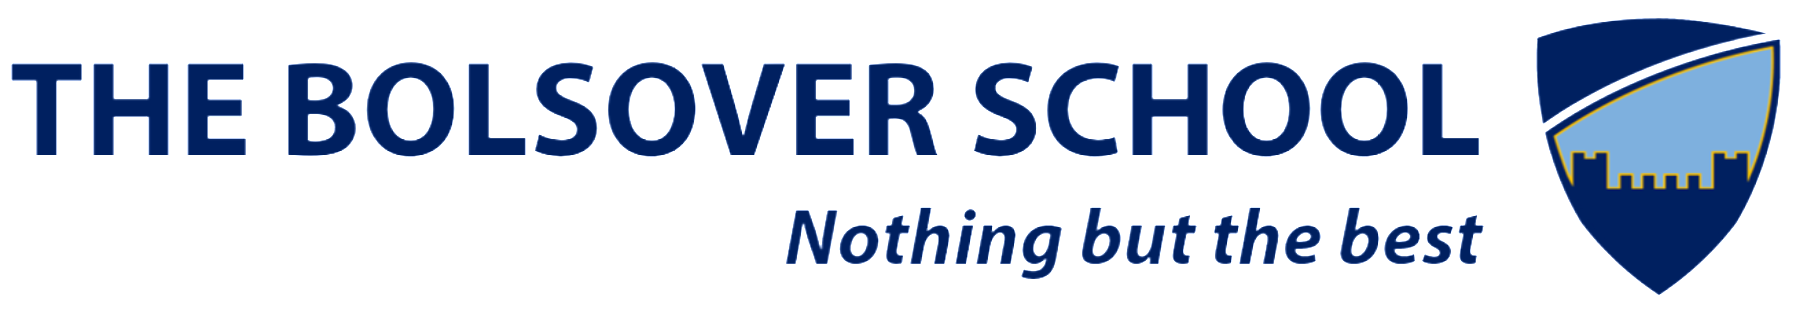 THE BOLSOVER SCHOOL
Nothing but the best